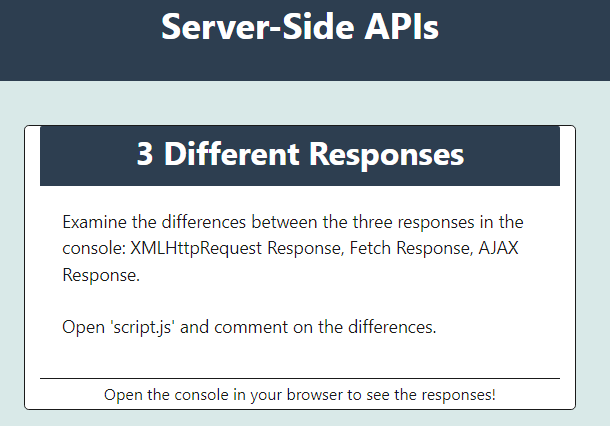 Server-Side APIs
3 Different Responses
Examine the differences between the three responses in the
console: XMLHttpRequest Response, Fetch Response, AJAX
Response.
Open 'script.js' and comment on the differences.
Open the console in your browser to see the responses!